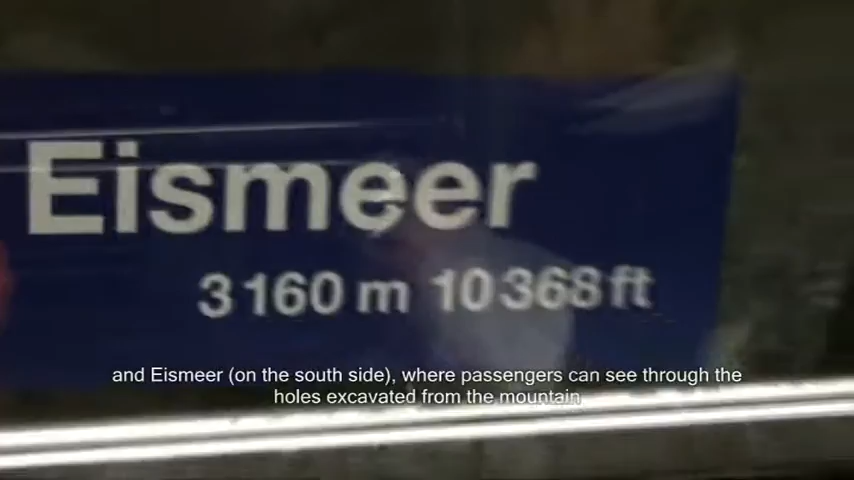 Eismeer
3160 m 10368 ft
and Eismeer (on the south side), where passengers can see through the
holes excavated from the mountain